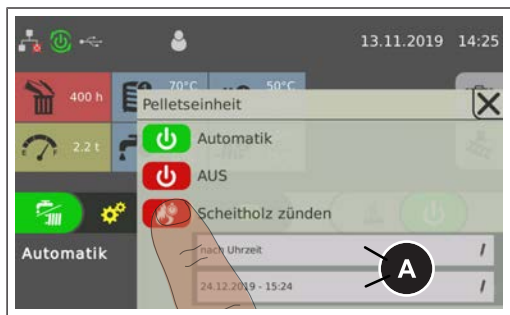 13.11.2019 14:25
400 h
70°C
50°C
Pelletseinheit
2.2 t
Automatik
AUS
Scheitholz zünden
Automatik
nach Uhrzeit
24.12.2019 - 15:24
A